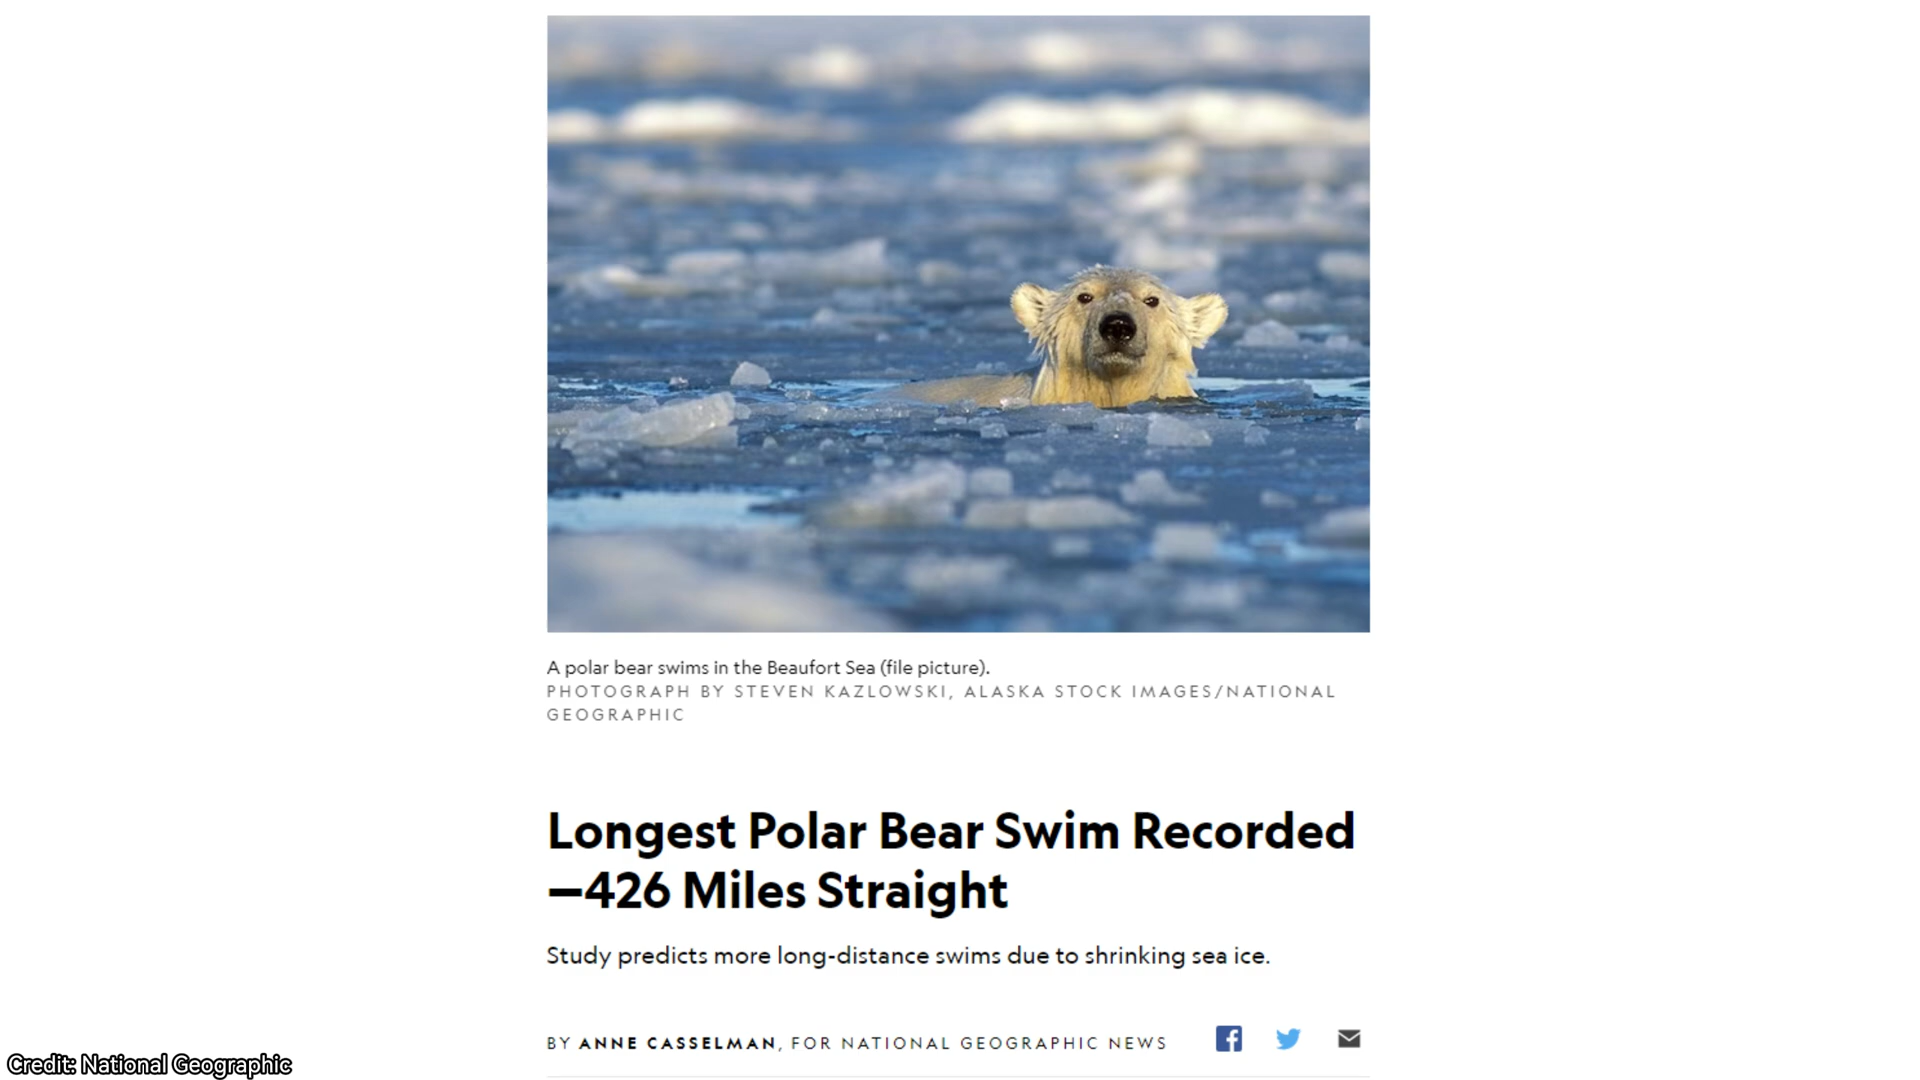 A polar bear swims in the Beaufort Sea (file picture).
PHOTOGRAPH BY STEVEN KAZLOWSKI, ALASKA STOCK IMAGES/NATIONAL
GEOGRAPHIC
Longest Polar Bear Swim Recorded
—426 Miles Straight
Study predicts more long-distance swims due to shrinking sea ice.
BY ANNE CASSELMAN, FOR NATIONAL GEOGRAPHIC NEWS
Credit: National Geographic